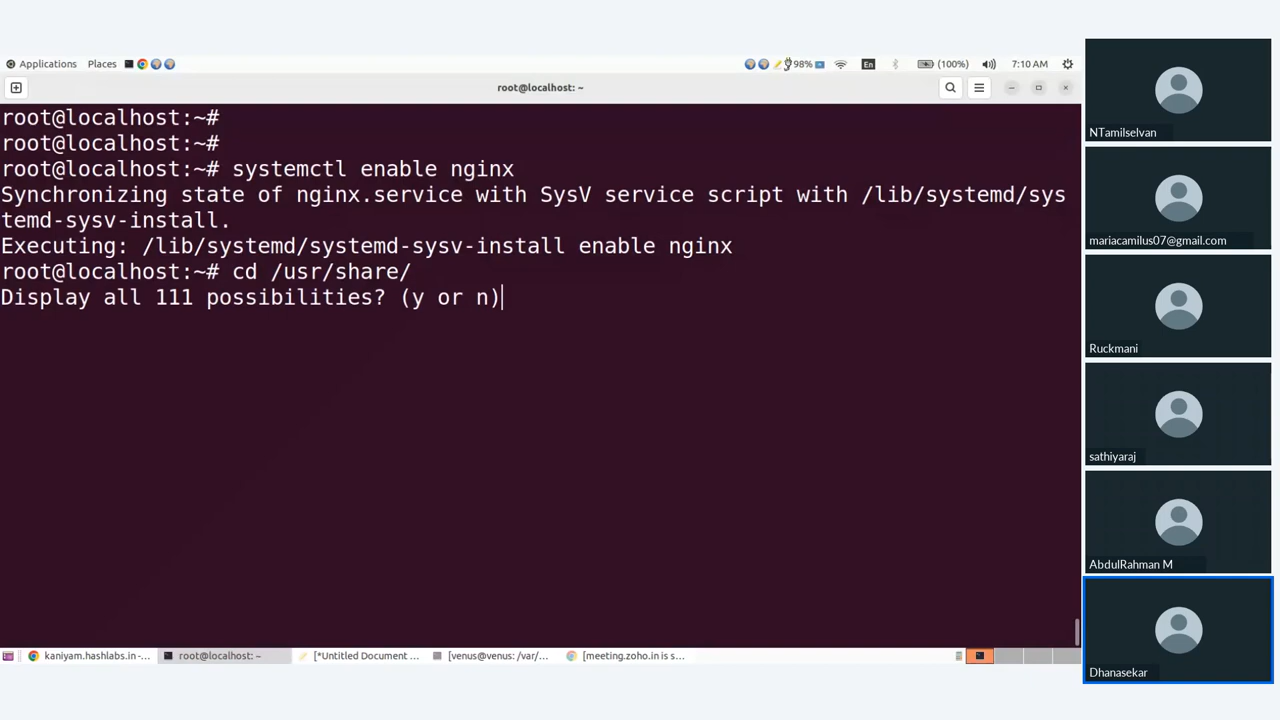 Applications Places 98% En (100%) 7:10 AM
root@localhost: ~
root@localhost:~#
root@localhost:~#
root@localhost:~# systemctl enable nginx
Synchronizing state of nginx.service with SysV service script with /lib/systemd/sys
temd-sysv-install.
Executing: /lib/systemd/systemd-sysv-install enable nginx
root@localhost:~# cd /usr/share/
Display all 111 possibilities? (y or n)
kaniyam.hashlabs.in -... root@localhost: ~ [*Untitled Document ... [venus@venus: /var/... [meeting.zoho.in is s...
NTamilselvan
mariacamilus07@gmail.com
Ruckmani
sathiyaraj
AbdulRahman M
Dhanasekar